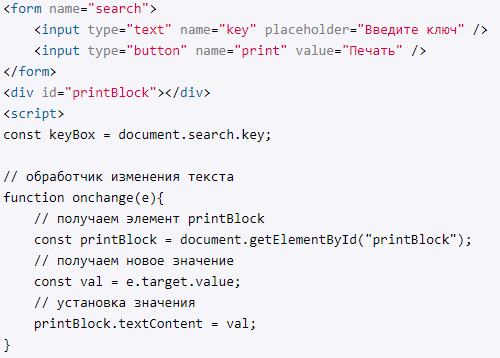 <form name="search">
    <input type="text" name="key" placeholder="Введите ключ" />
    <input type="button" name="print" value="Печать" />
</form>
<div id="printBlock"></div>
<script>
const keyBox = document.search.key;

// обработчик изменения текста
function onchange(e){
    // получаем элемент printBlock
    const printBlock = document.getElementById("printBlock");
    // получаем новое значение
    const val = e.target.value;
    // установка значения
    printBlock.textContent = val;
}